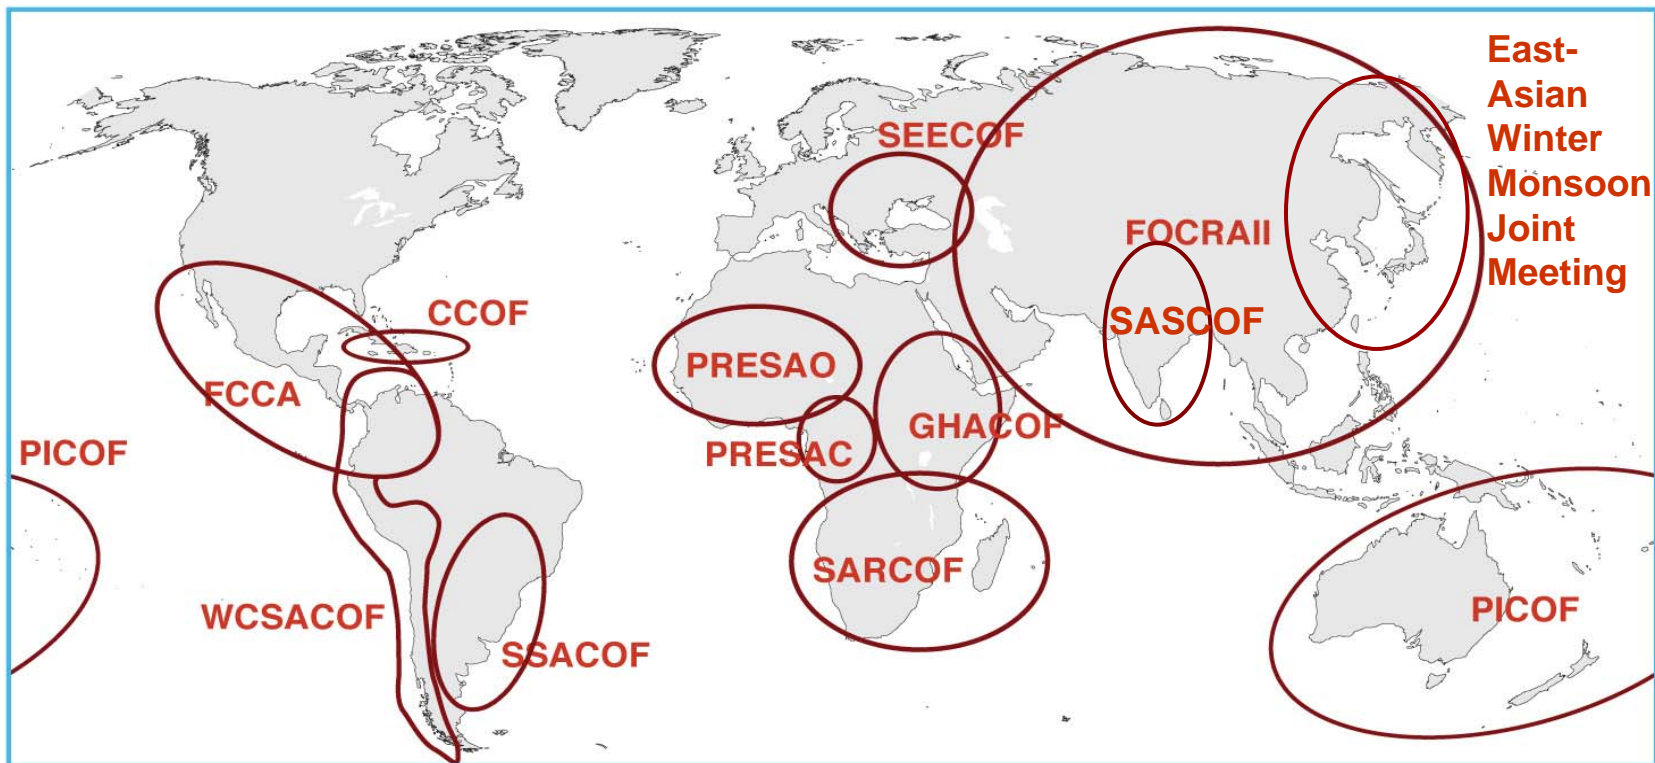 East-
Asian
Winter
Monsoon
Joint
Meeting
SEECOF
FOCRAII
CCOF
SASCOF
PRESAO
FCCA
GHACOF
PICOF
PRESAC
SARCOF
WCSACOF
PICOF
SSACOF